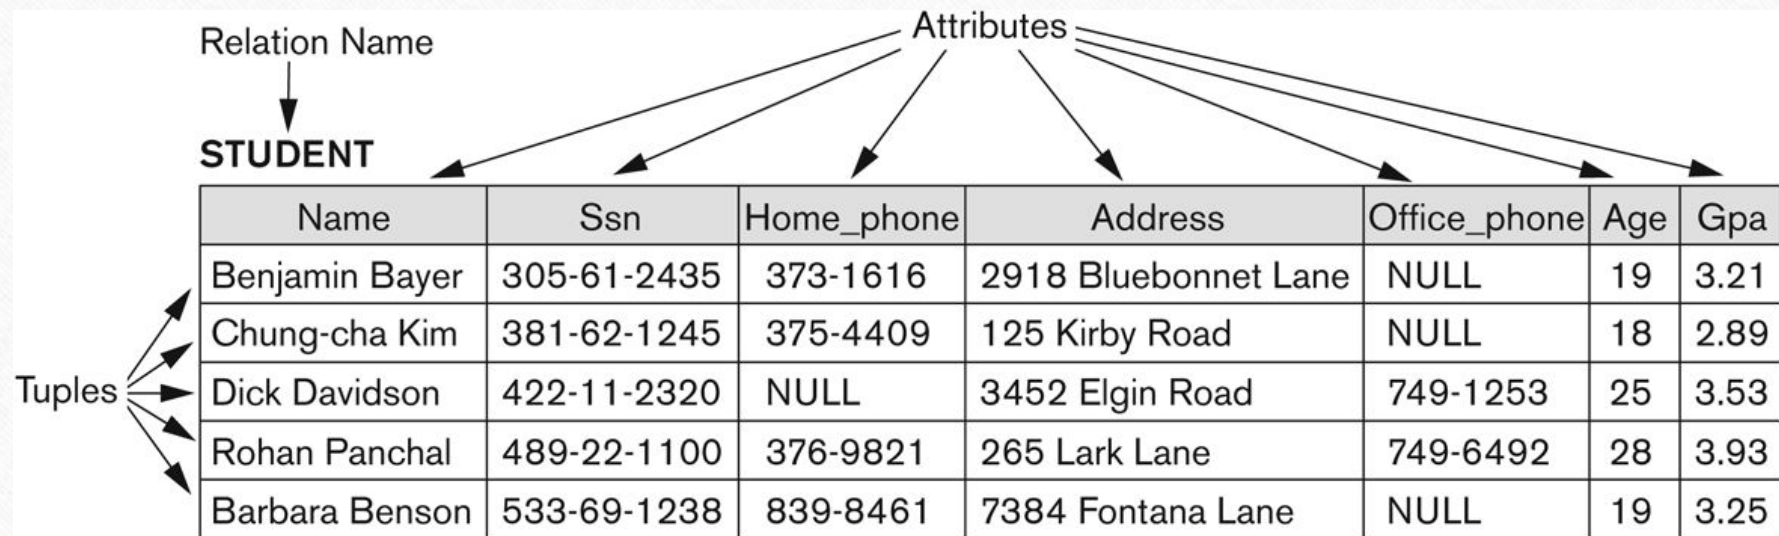 Attributes
Relation Name
STUDENT
Name Ssn Home_phone Address Office_phone Age Gpa
Benjamin Bayer 305-61-2435 373-1616 2918 Bluebonnet Lane NULL 19 3.21
Chung-cha Kim 381-62-1245 375-4409 125 Kirby Road NULL 18 2.89
Tuples Dick Davidson 422-11-2320 NULL 3452 Elgin Road 749-1253 25 3.53
Rohan Panchal 489-22-1100 376-9821 265 Lark Lane 749-6492 28 3.93
Barbara Benson 533-69-1238 839-8461 7384 Fontana Lane NULL 19 3.25